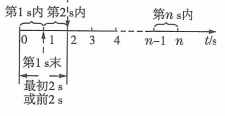 第1 s内 第2 s内 第n s内
0 1 2 3 4 n-1 n t/s
第1 s末
最初2 s
或前2 s